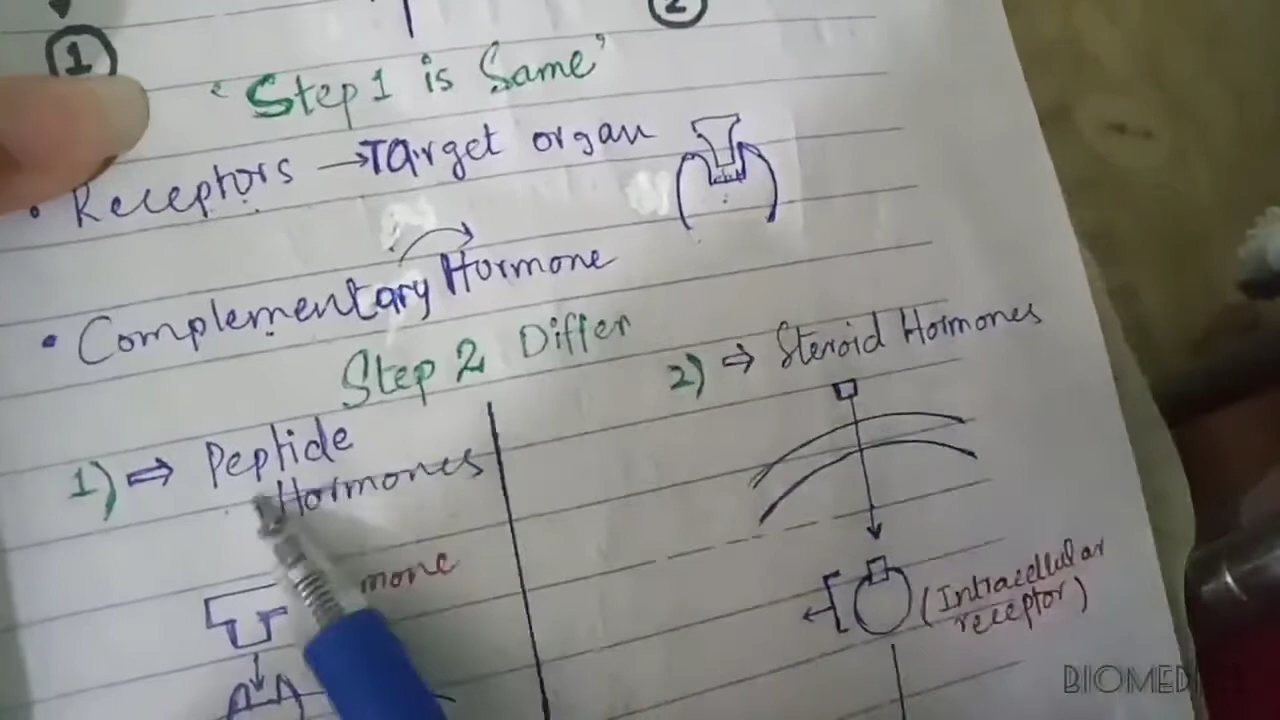 1
2
'Step 1 is Same'
• Receptors → Target organ
• Complementary Hormone
Step 2 Differ
1) ⇒ Peptide
Hormones
2) ⇒ Steroid Hormones
mone
(Intracellular
receptor)